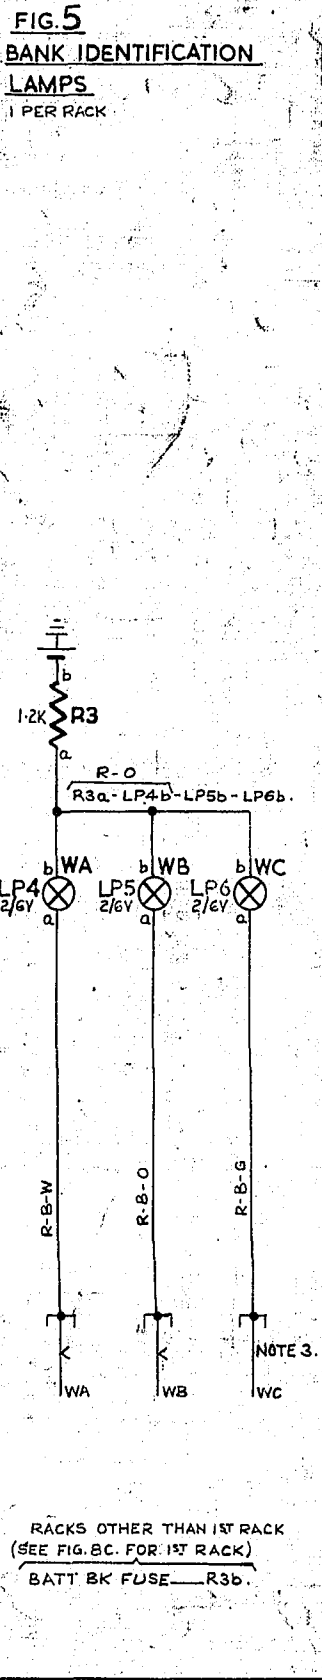 FIG.5
BANK IDENTIFICATION
LAMPS
1 PER RACK
b
1·2K R3
a
R-O
R3a-LP4b-LP5b-LP6b.
b WA b WB b WC
LP4 LP5 LP6
2/6V 2/6V 2/6V
a a a
R-B-W R-B-O R-B-G
NOTE 3.
WA WB WC
RACKS OTHER THAN 1ST RACK
(SEE FIG. 8C. FOR 1ST RACK)
BATT BK FUSE R3b.